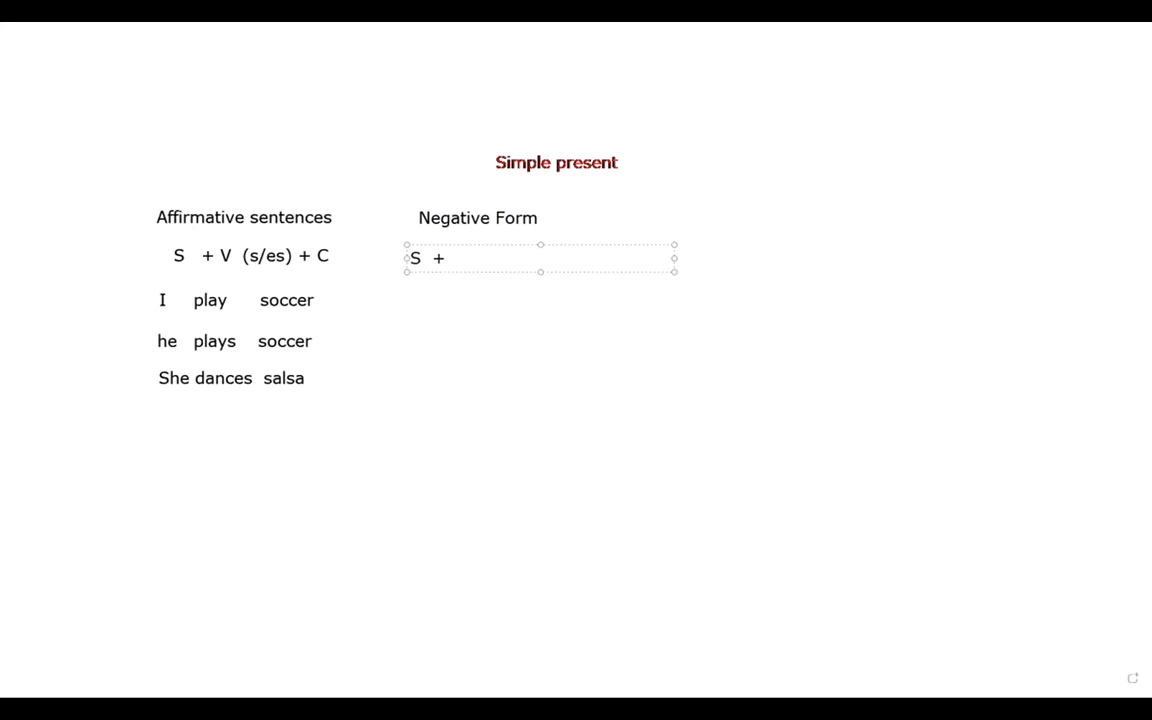 Simple present
Affirmative sentences
S + V (s/es) + C
I play soccer
he plays soccer
She dances salsa
Negative Form
S +